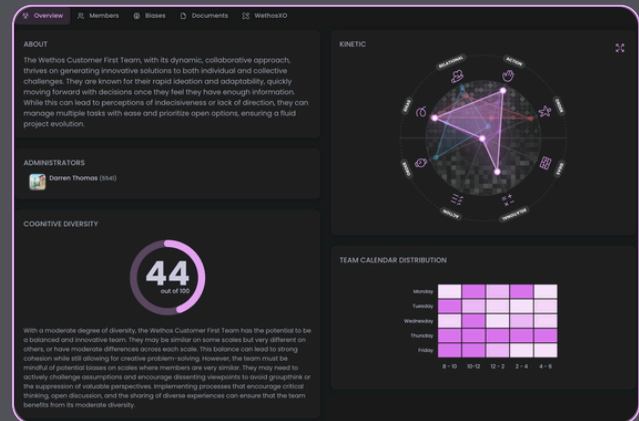 Overview
Members
Biases
Documents
WethosXO
ABOUT
The Wethos Customer First Team, with its dynamic, collaborative approach,
thrives on generating innovative solutions to both individual and collective
challenges. They are known for their rapid ideation and adaptability, quickly
moving forward with decisions once they feel they have enough information.
While this can lead to perceptions of indecisiveness or lack of direction, they can
manage multiple tasks with ease and prioritize open options, ensuring a fluid
project evolution.
ADMINISTRATORS
Darren Thomas (5541)
COGNITIVE DIVERSITY
44
out of 100
With a moderate degree of diversity, the Wethos Customer First Team has the potential to be
a balanced and innovative team. They may be similar on some scales but very different on
others, or have moderate differences across each scale. This balance can lead to strong
cohesion while still allowing for creative problem-solving. However, the team must be
mindful of potential biases on scales where members are very similar. They may need to
actively challenge assumptions and encourage dissenting viewpoints to avoid groupthink or
the suppression of valuable perspectives. Implementing processes that encourage critical
thinking, open discussion, and the sharing of diverse experiences can ensure that the team
benefits from its moderate diversity.
KINETIC
RELATIONAL
ACTION
IDEAS
ORDER
RELATIONAL
ACTION
TEAM CALENDAR DISTRIBUTION
Monday
Tuesday
Wednesday
Thursday
Friday
8 - 10
10-12
12 - 2
2 - 4
4 - 6